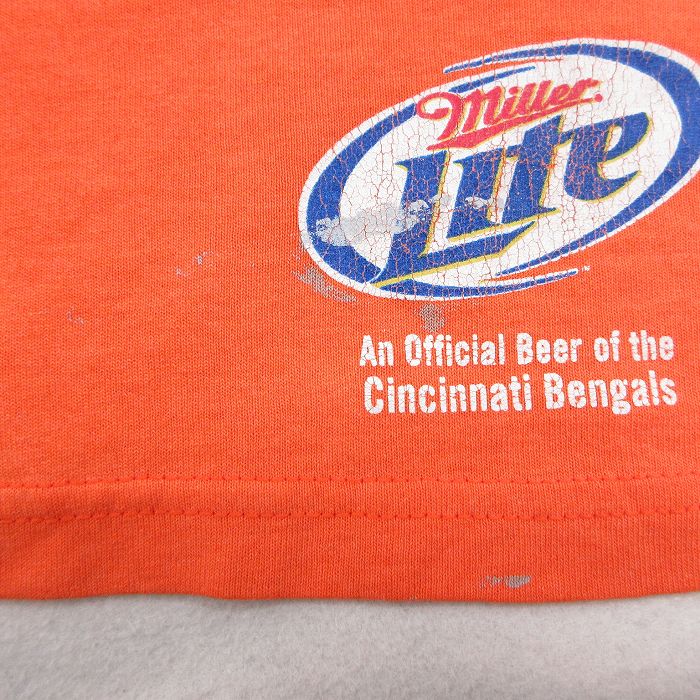 Miller
Lite
An Official Beer of the
Cincinnati Bengals